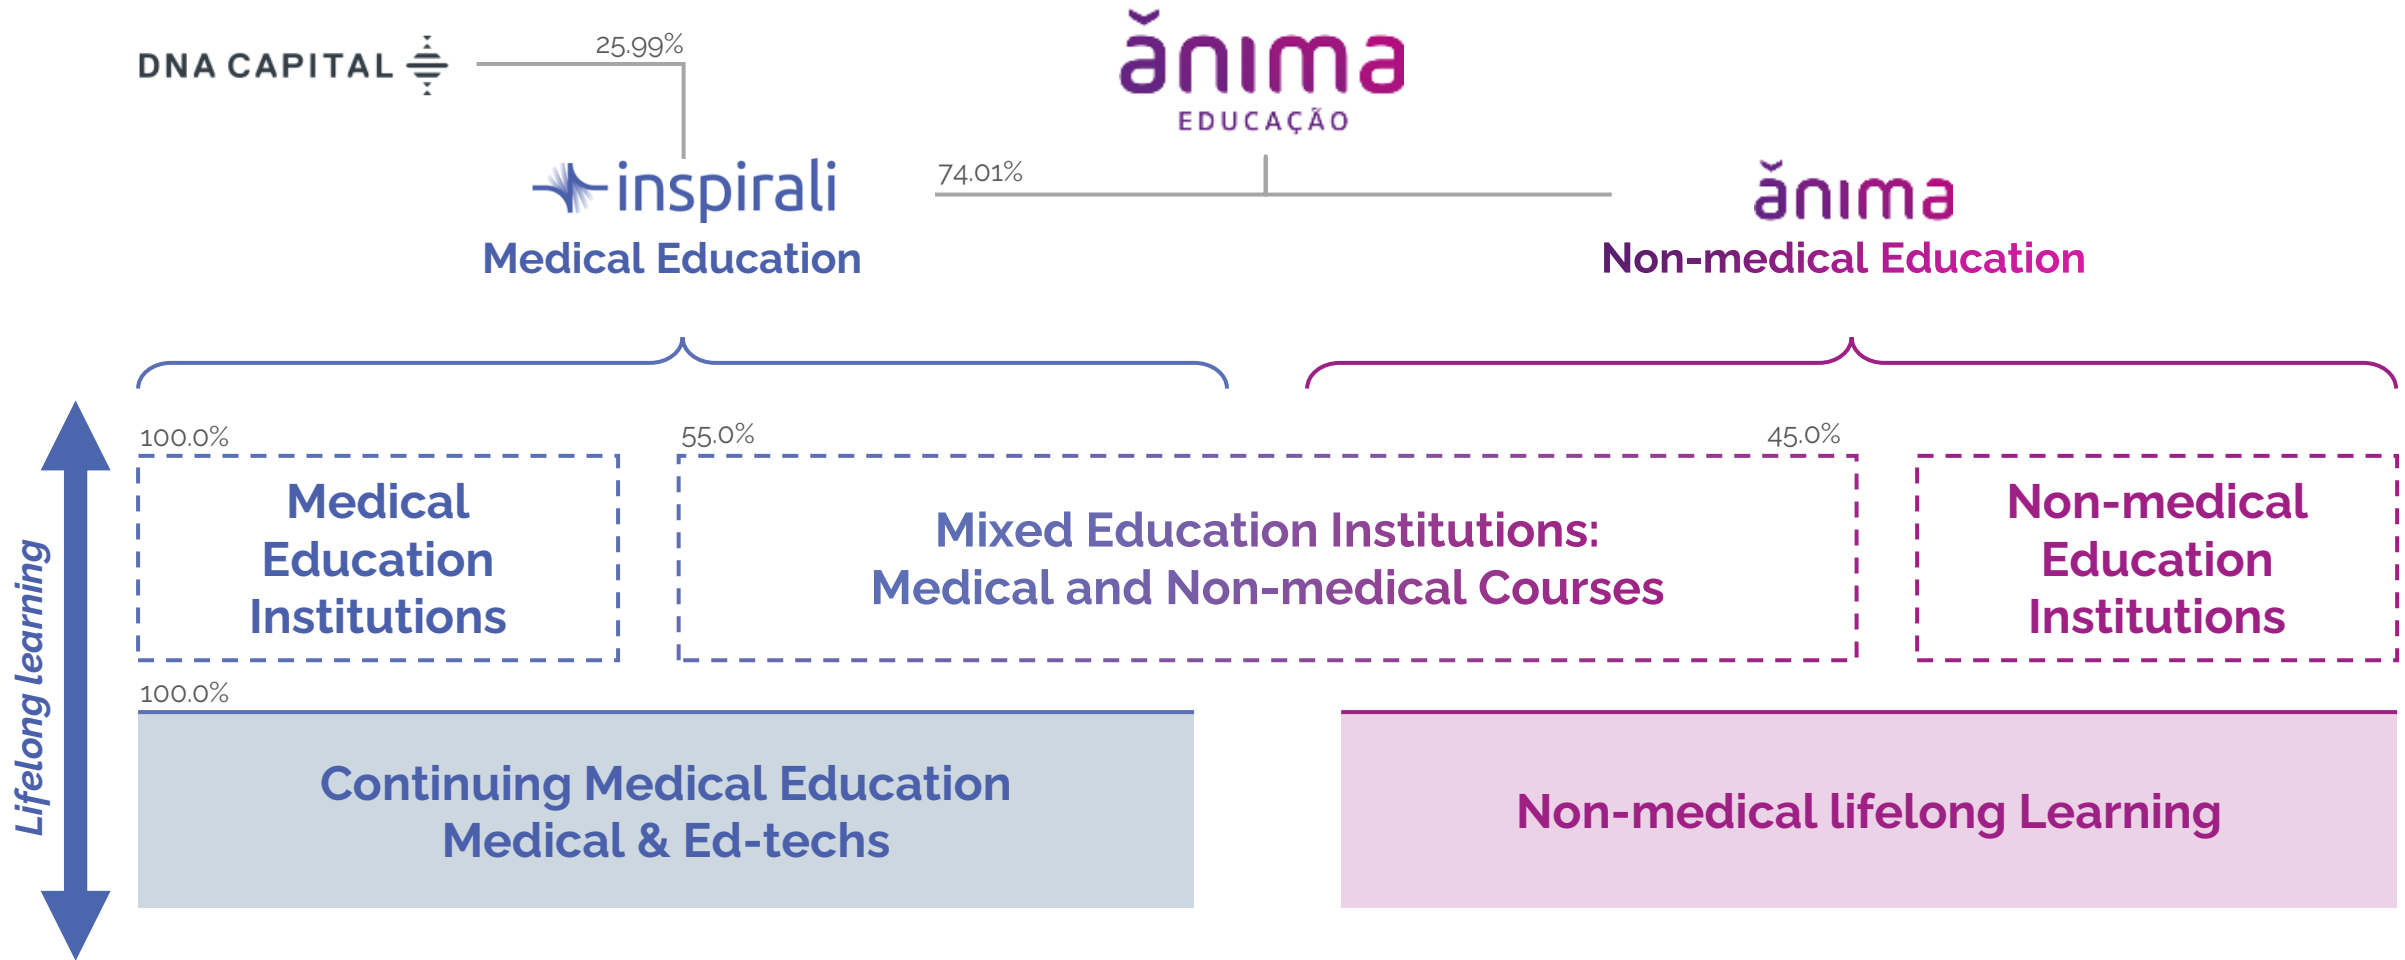 DNA CAPITAL
25.99%
ănıma
EDUCAÇÃO
inspirali
Medical Education
74.01%
ănıma
Non-medical Education
Lifelong learning
100.0%
Medical
Education
Institutions
55.0%
45.0%
Mixed Education Institutions:
Medical and Non-medical Courses
Non-medical
Education
Institutions
100.0%
Continuing Medical Education
Medical & Ed-techs
Non-medical lifelong Learning